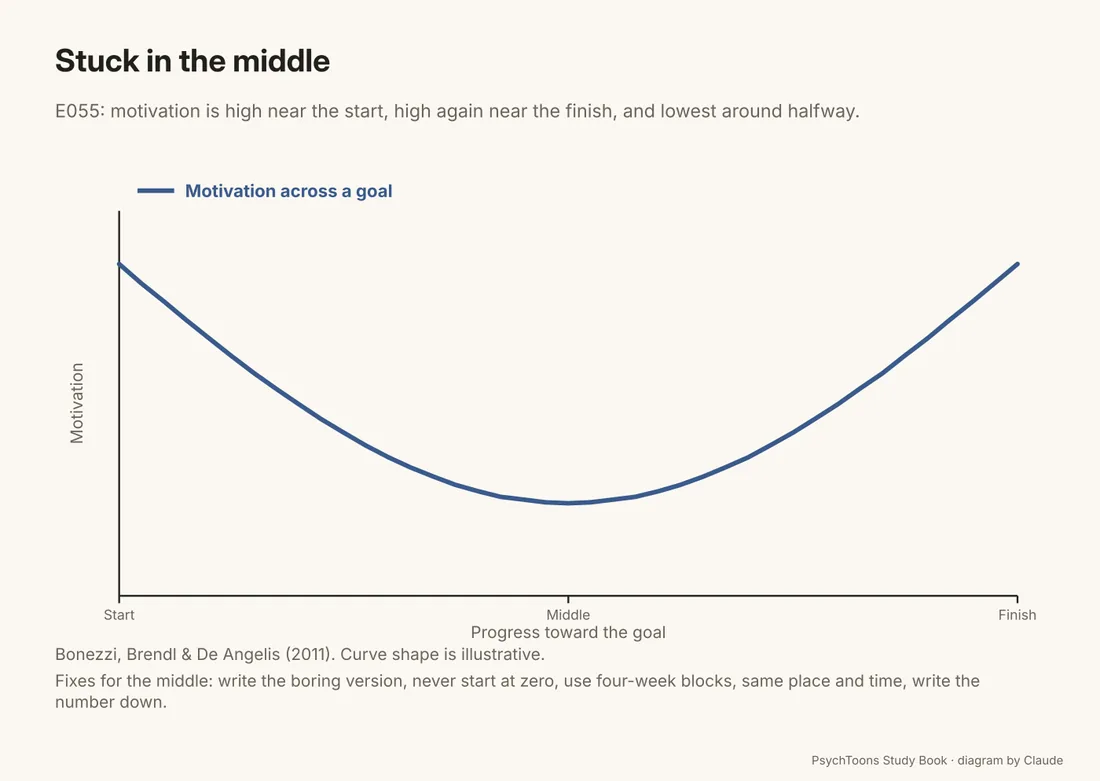 Stuck in the middle
E055: motivation is high near the start, high again near the finish, and lowest around halfway.
Motivation across a goal
Motivation
Start
Middle
Finish
Progress toward the goal
Bonezzi, Brendl & De Angelis (2011). Curve shape is illustrative.
Fixes for the middle: write the boring version, never start at zero, use four-week blocks, same place and time, write the
number down.
PsychToons Study Book · diagram by Claude